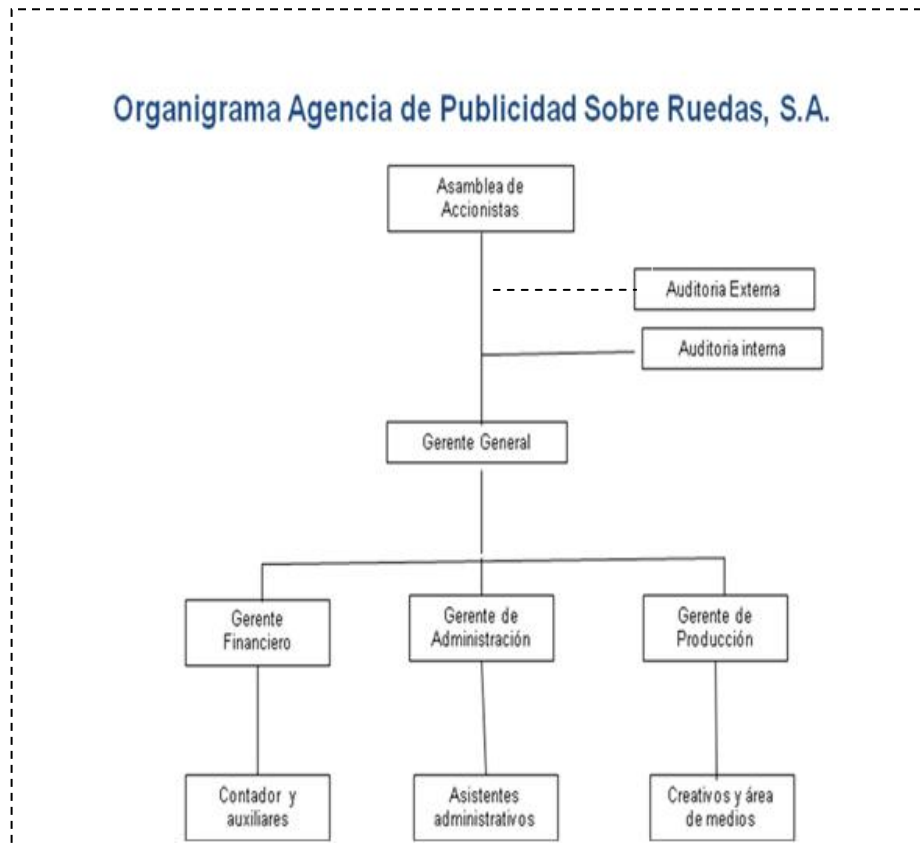 Organigrama Agencia de Publicidad Sobre Ruedas, S.A.
Asamblea de
Accionistas
Auditoria Externa
Auditoria interna
Gerente General
Gerente
Financiero
Gerente de
Administración
Gerente de
Producción
Contador y
auxiliares
Asistentes
administrativos
Creativos y área
de medios